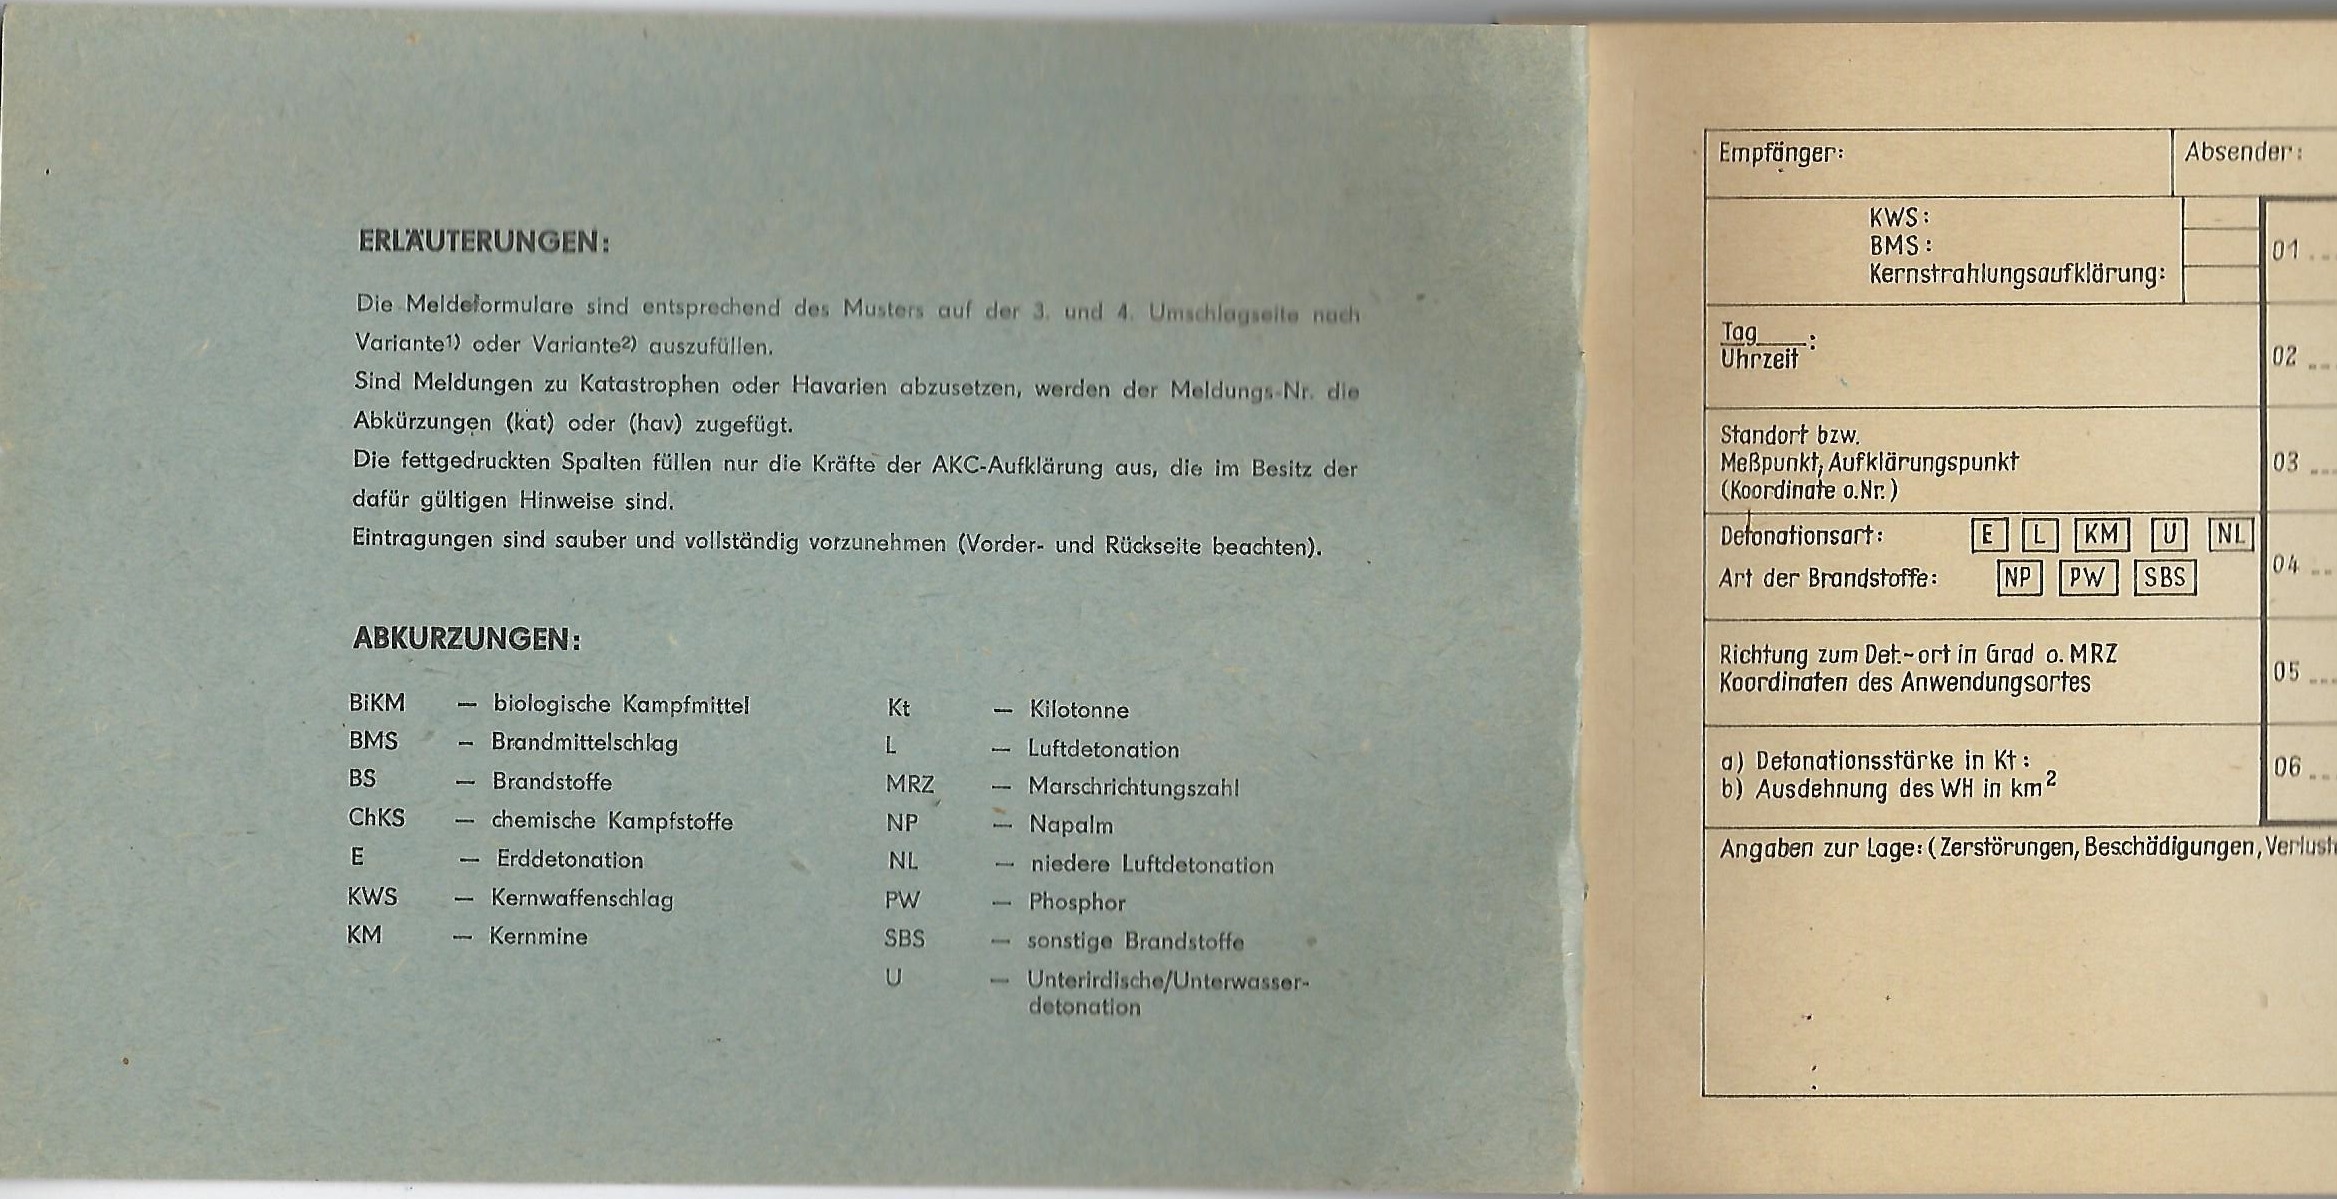 ERLÄUTERUNGEN:
Die Meldeformulare sind entsprechend des Musters auf der 3. und 4. Umschlagseite nach
Variante¹) oder Variante²) auszufüllen.
Sind Meldungen zu Katastrophen oder Havarien abzusetzen, werden der Meldungs-Nr. die
Abkürzungen (kat) oder (hav) zugefügt.
Die fettgedruckten Spalten füllen nur die Kräfte der AKC-Aufklärung aus, die im Besitz der
dafür gültigen Hinweise sind.
Eintragungen sind sauber und vollständig vorzunehmen (Vorder- und Rückseite beachten).
ABKURZUNGEN:
BiKM — biologische Kampfmittel
BMS — Brandmittelschlag
BS — Brandstoffe
ChKS — chemische Kampfstoffe
E — Erddetonation
KWS — Kernwaffenschlag
KM — Kernmine
Kt — Kilotonne
L — Luftdetonation
MRZ — Marschrichtungszahl
NP — Napalm
NL — niedere Luftdetonation
PW — Phosphor
SBS — sonstige Brandstoffe
U — Unterirdische/Unterwasser-
detonation
Empfänger: Absender:
KWS:
BMS:
Kernstrahlungsaufklärung:
01 ...
Tag____:
Uhrzeit
02 ...
Standort bzw.
Meßpunkt, Aufklärungspunkt
(Koordinate o.Nr.)
03 ...
Detonationsart: E L KM U NL
Art der Brandstoffe: NP PW SBS
04 ...
Richtung zum Det.-ort in Grad o. MRZ
Koordinaten des Anwendungsortes
05 ...
a) Detonationsstärke in Kt:
b) Ausdehnung des WH in km²
06 ...
Angaben zur Lage: (Zerstörungen, Beschädigungen, Verlust